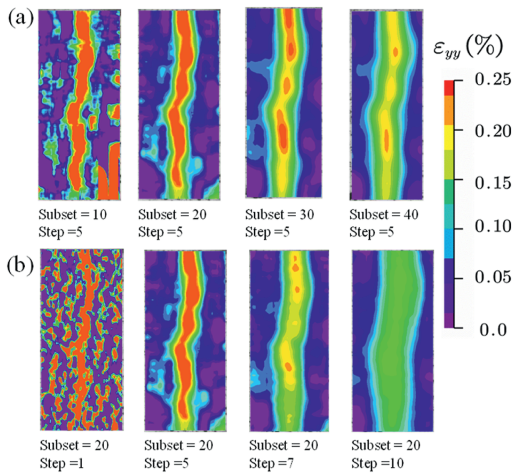 (a)
εyy (%)
0.25
0.20
0.15
0.10
0.05
0.0
Subset = 10
Step =5
Subset = 20
Step =5
Subset = 30
Step =5
Subset = 40
Step =5
(b)
Subset = 20
Step =1
Subset = 20
Step =5
Subset = 20
Step =7
Subset = 20
Step =10